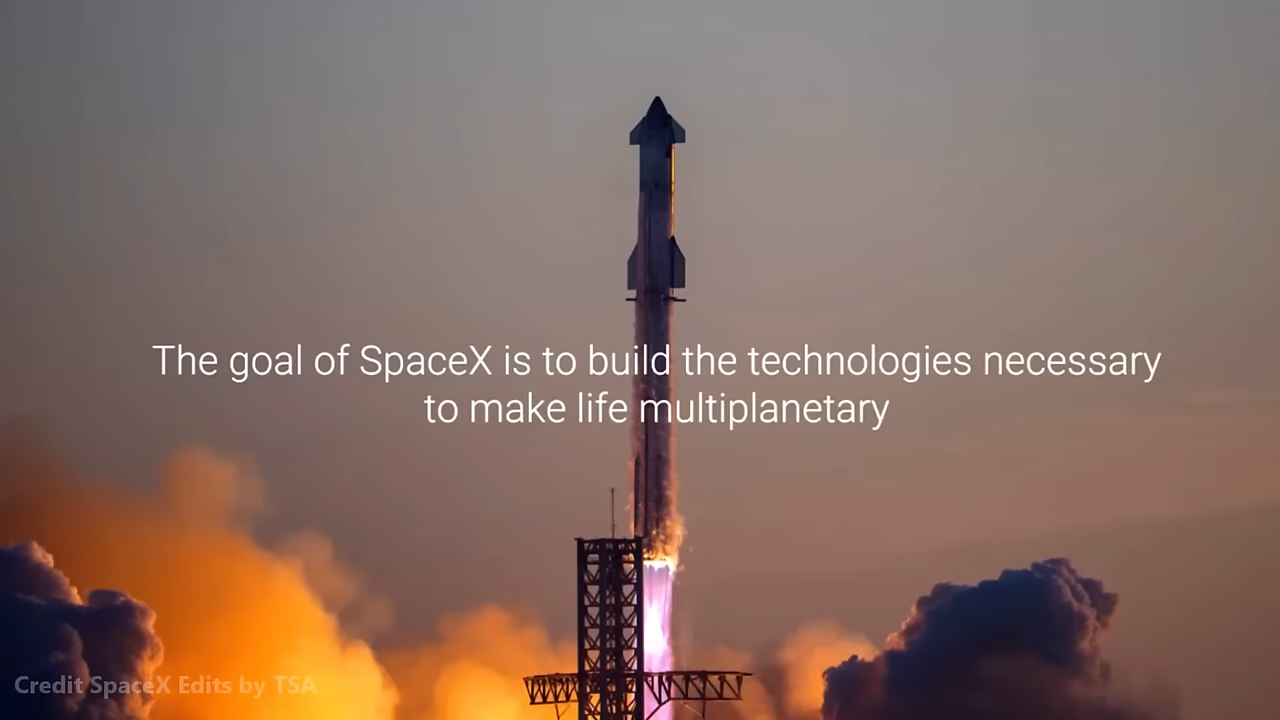 The goal of SpaceX is to build the technologies necessary
to make life multiplanetary
Credit SpaceX Edits by TSA